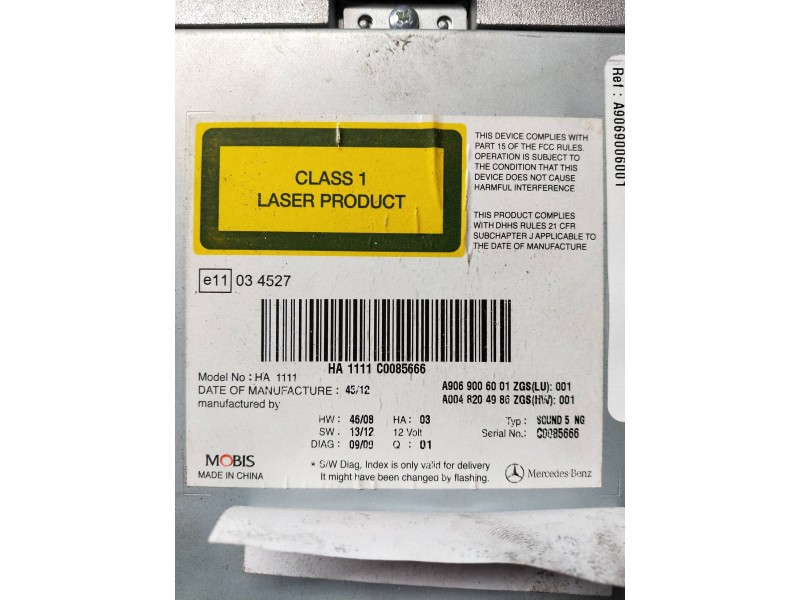 Ref : A9069006001
CLASS 1
LASER PRODUCT
THIS DEVICE COMPLIES WITH
PART 15 OF THE FCC RULES.
OPERATION IS SUBJECT TO
THE CONDITION THAT THIS
DEVICE DOES NOT CAUSE
HARMFUL INTERFERENCE
THIS PRODUCT COMPLIES
WITH DHHS RULES 21 CFR
SUBCHAPTER J APPLICABLE TO
THE DATE OF MANUFACTURE
e11 03 4527
HA 1111 C0085666
Model No : HA 1111
DATE OF MANUFACTURE : 45/12
manufactured by
A906 900 60 01 ZGS(LU): 001
A004 820 49 86 ZGS(HW): 001
HW: 46/08 HA: 03
SW: 13/12 12 Volt
DIAG: 09/00 Q : 01
Typ: SOUND 5 NG
Serial No.: C0085666
MOBIS
MADE IN CHINA
* S/W Diag, Index is only valid for delivery
It might have been changed by flashing.
Mercedes-Benz